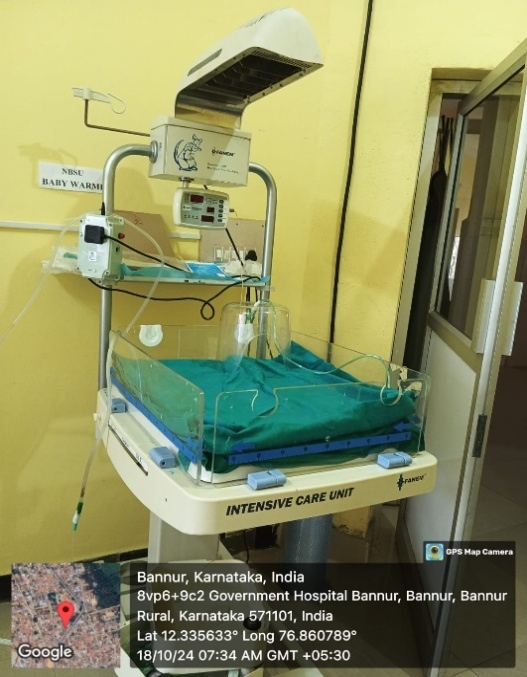 FANEM
NBSU
BABY WARME
INTENSIVE CARE UNIT
FANEM
GPS Map Camera
Bannur, Karnataka, India
8vp6+9c2 Government Hospital Bannur, Bannur, Bannur
Rural, Karnataka 571101, India
Lat 12.335633° Long 76.860789°
18/10/24 07:34 AM GMT +05:30
Google